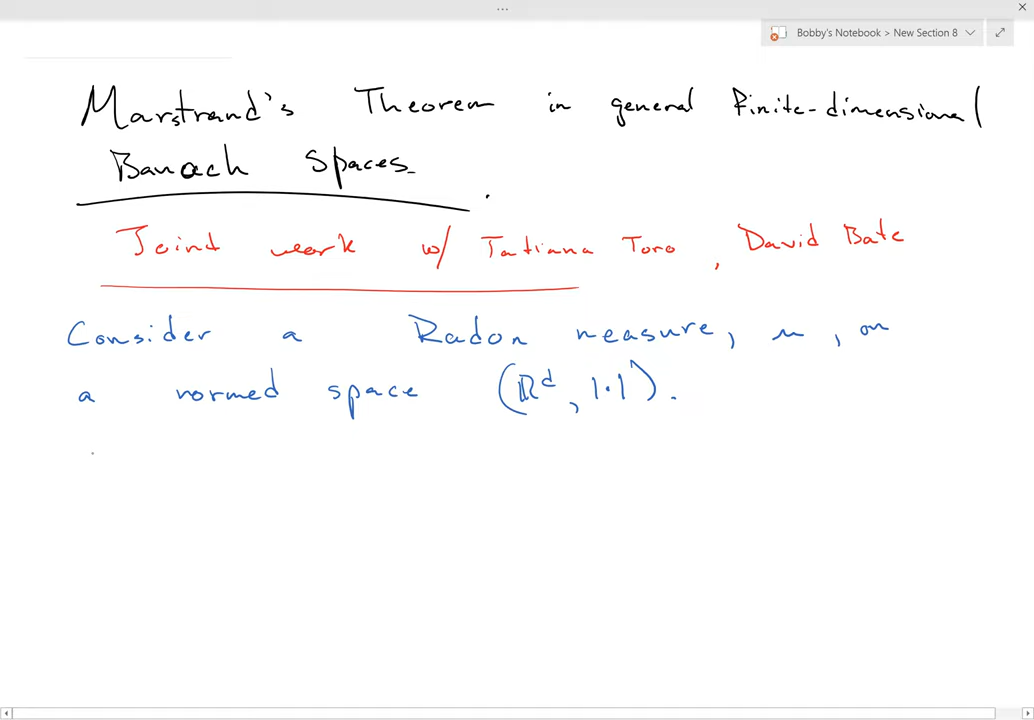 Bobby's Notebook > New Section 8
Marstrand's Theorem in general finite-dimensional
Banach Spaces.
Joint work w/ Tatiana Toro, David Bate
Consider a Radon measure, μ, on
a normed space (ℝᵈ, |·|).